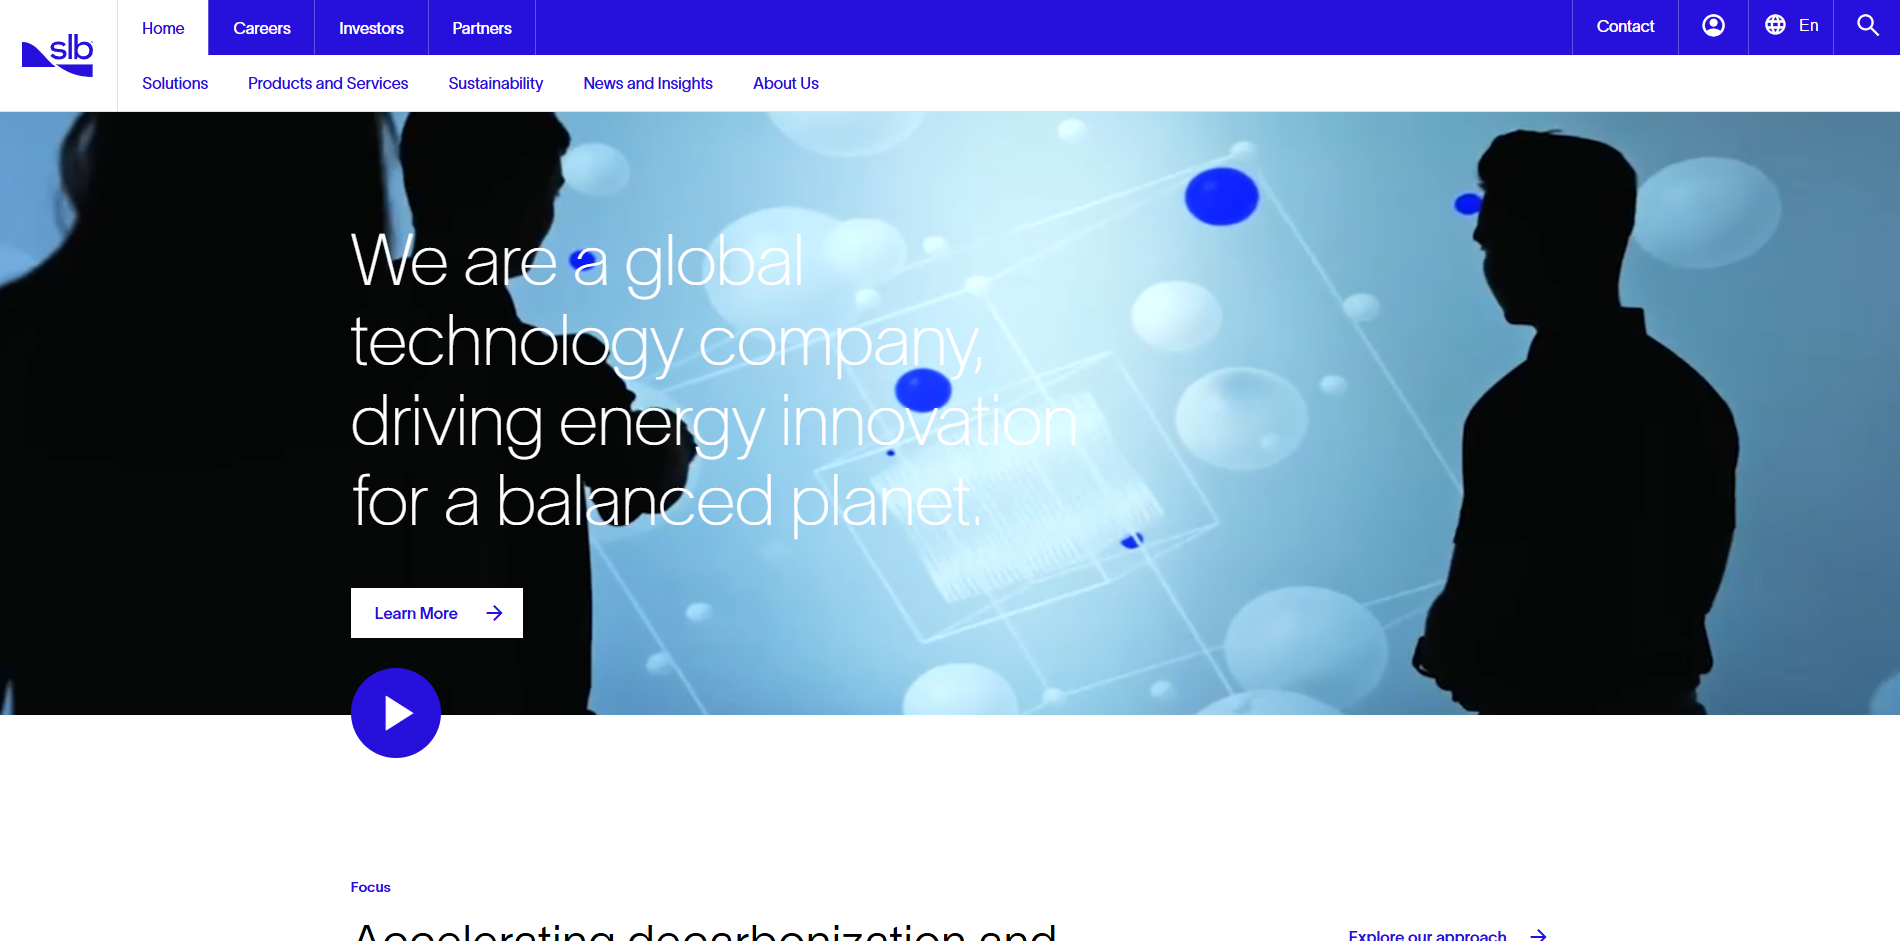 slb
Home
Careers
Investors
Partners
Contact
En
Solutions
Products and Services
Sustainability
News and Insights
About Us
We are a global
technology company,
driving energy innovation
for a balanced planet.
Learn More
Focus
Accelerating decarbonization and
Explore our approach